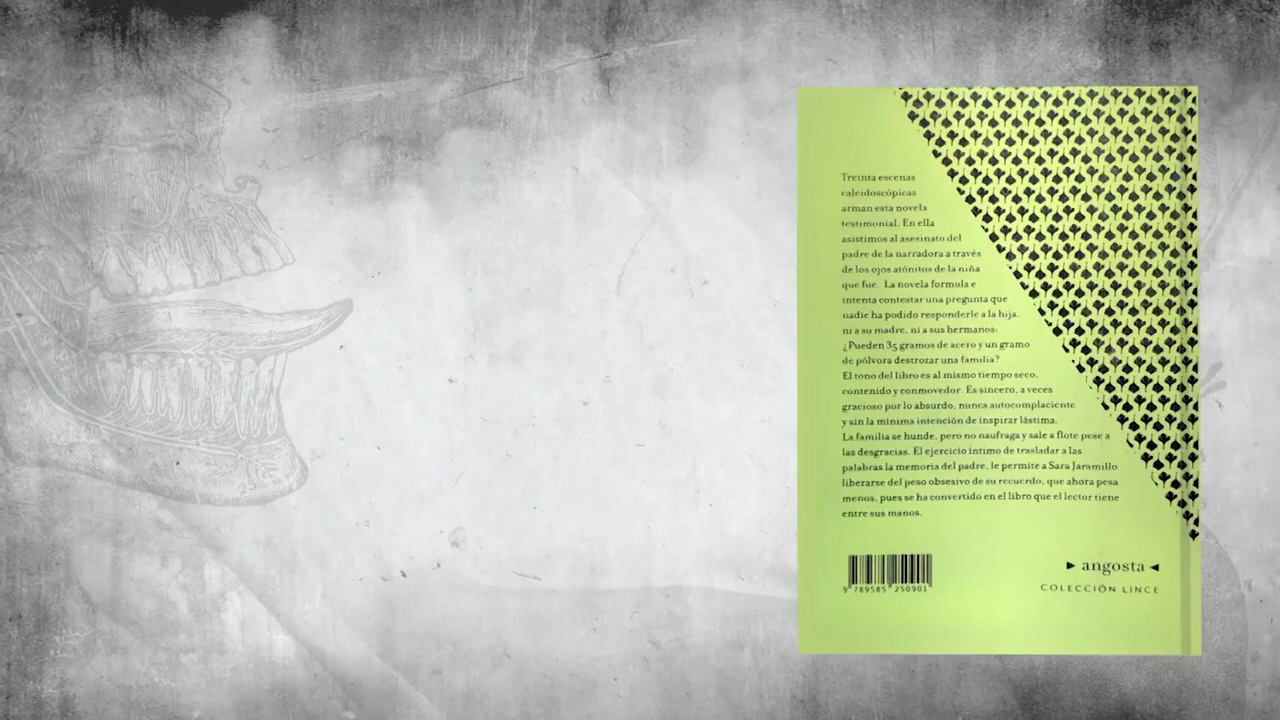 Treinta escenas
caleidoscópicas
arman esta novela
testimonial. En ella
asistimos al asesinato del
padre de la narradora a través
de los ojos atónitos de la niña
que fue. La novela formula e
intenta contestar una pregunta que
nadie ha podido responderle a la hija,
ni a su madre, ni a sus hermanos:
¿Pueden 35 gramos de acero y un gramo
de pólvora destrozar una familia?
El tono del libro es al mismo tiempo seco,
contenido y conmovedor. Es sincero, a veces
gracioso por lo absurdo, nunca autocomplaciente
y sin la mínima intención de inspirar lástima.
La familia se hunde, pero no naufraga y sale a flote pese a
las desgracias. El ejercicio íntimo de trasladar a las
palabras la memoria del padre, le permite a Sara Jaramillo
liberarse del peso obsesivo de su recuerdo, que ahora pesa
menos, pues se ha convertido en el libro que el lector tiene
entre sus manos.
9 789585 250901
angosta
COLECCIÓN LINCE